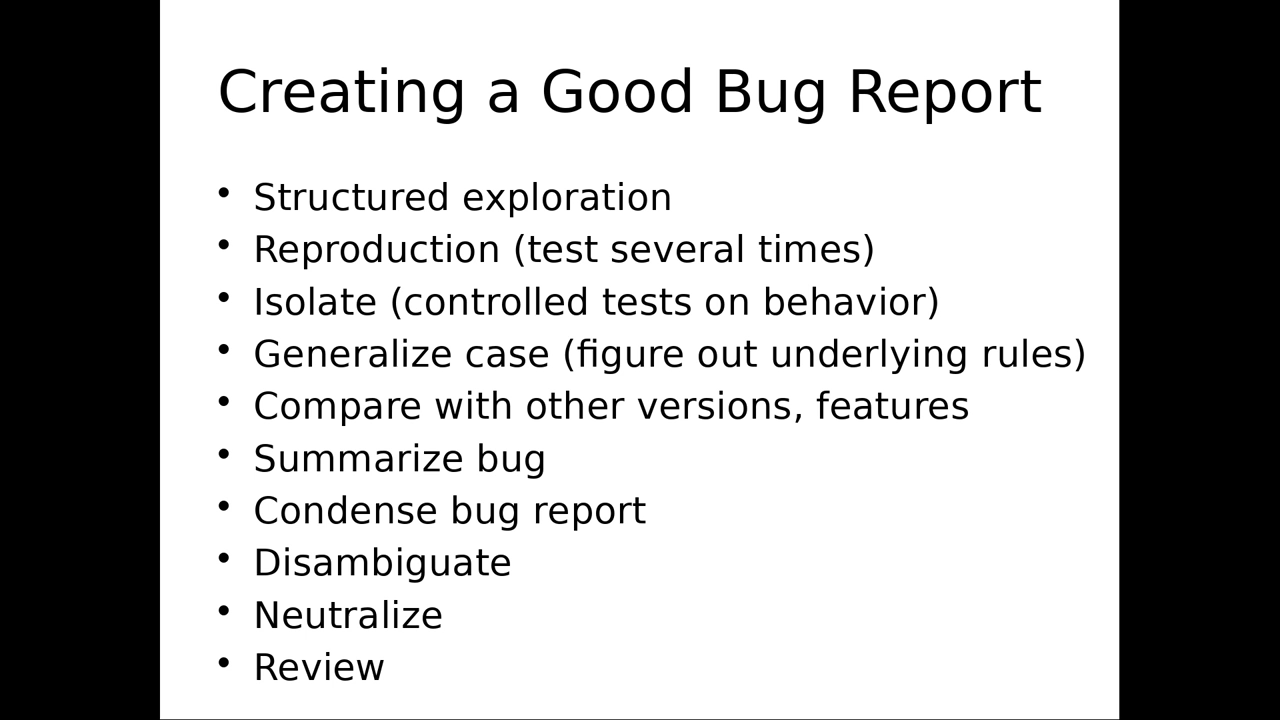 Creating a Good Bug Report
• Structured exploration
• Reproduction (test several times)
• Isolate (controlled tests on behavior)
• Generalize case (figure out underlying rules)
• Compare with other versions, features
• Summarize bug
• Condense bug report
• Disambiguate
• Neutralize
• Review